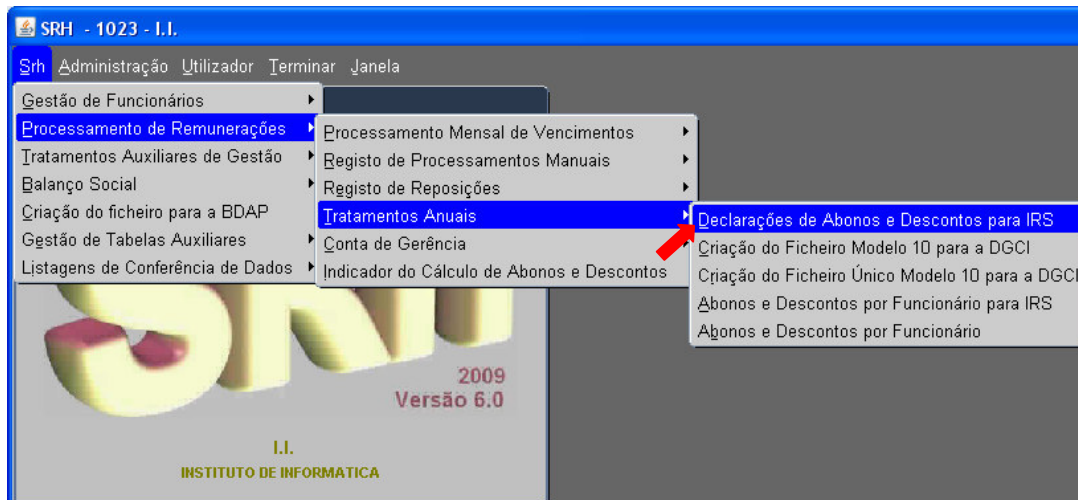 SRH - 1023 - I.I.
Srh Administração Utilizador Terminar Janela
Gestão de Funcionários
Processamento de Remunerações
Tratamentos Auxiliares de Gestão
Balanço Social
Criação do ficheiro para a BDAP
Gestão de Tabelas Auxiliares
Listagens de Conferência de Dados
Processamento Mensal de Vencimentos
Registo de Processamentos Manuais
Registo de Reposições
Tratamentos Anuais
Conta de Gerência
Indicador do Cálculo de Abonos e Descontos
Declarações de Abonos e Descontos para IRS
Criação do Ficheiro Modelo 10 para a DGCI
Criação do Ficheiro Único Modelo 10 para a DGCI
Abonos e Descontos por Funcionário para IRS
Abonos e Descontos por Funcionário
SRH
2009
Versão 6.0
I.I.
INSTITUTO DE INFORMATICA